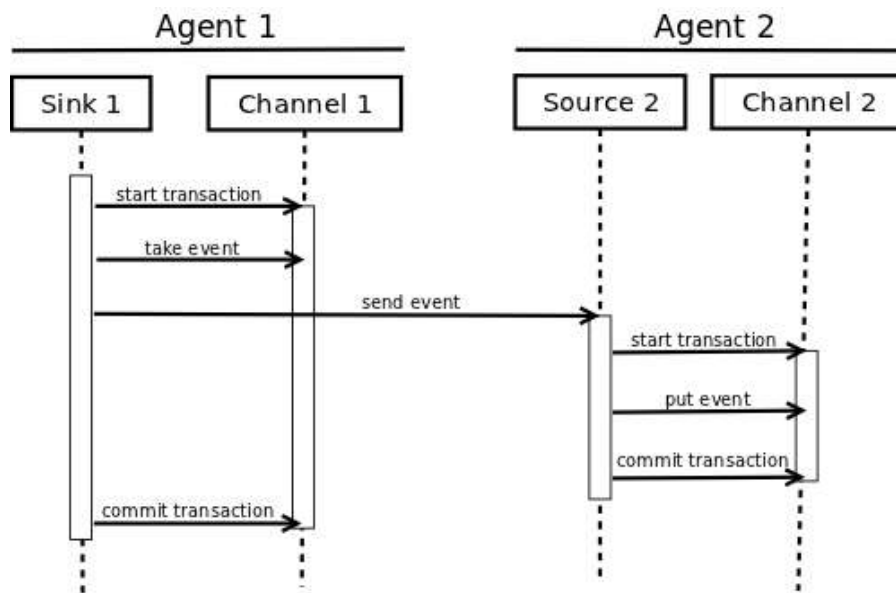 Agent 1
Agent 2
Sink 1
Channel 1
Source 2
Channel 2
start transaction
take event
send event
start transaction
put event
commit transaction
commit transaction